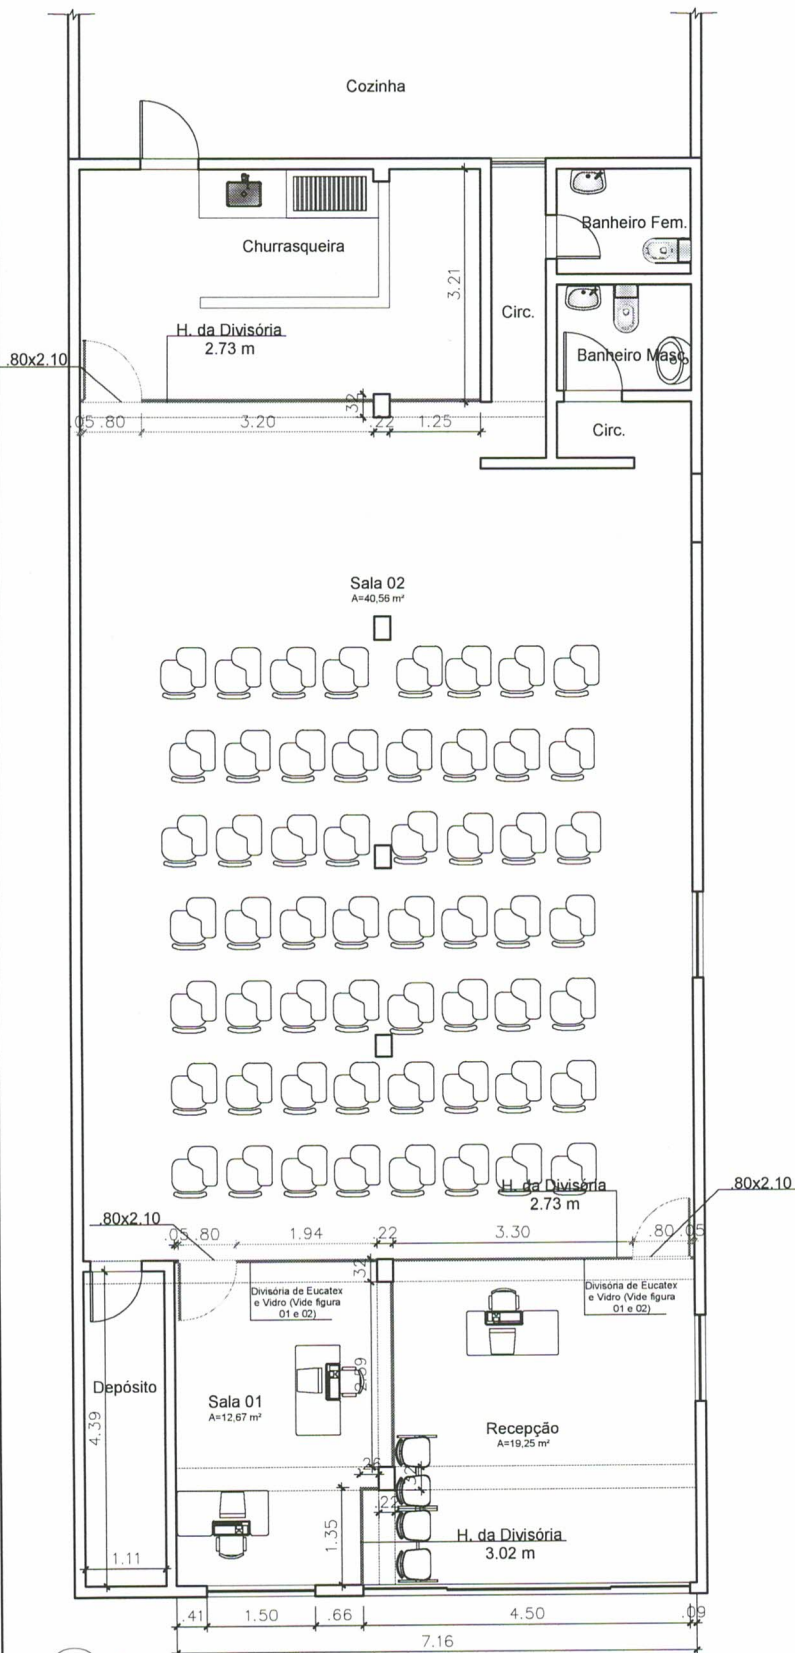 Cozinha
Banheiro Fem.
Churrasqueira
3.21
Circ.
H. da Divisória
2.73 m
.80x2.10
Banheiro Masc.
.05
.80
3.20
.32
.22
1.25
Circ.
Sala 02
A=40,56 m²
H. da Divisória
2.73 m
.80x2.10
.80x2.10
.05
.80
1.94
.22
3.30
.80
.05
.32
Divisória de Eucatex
e Vidro (Vide figura
01 e 02)
Divisória de Eucatex
e Vidro (Vide figura
01 e 02)
Depósito
4.39
Sala 01
A=12,67 m²
Recepção
A=19,25 m²
.32
.22
1.35
H. da Divisória
3.02 m
1.11
.41
1.50
.66
4.50
.09
7.16